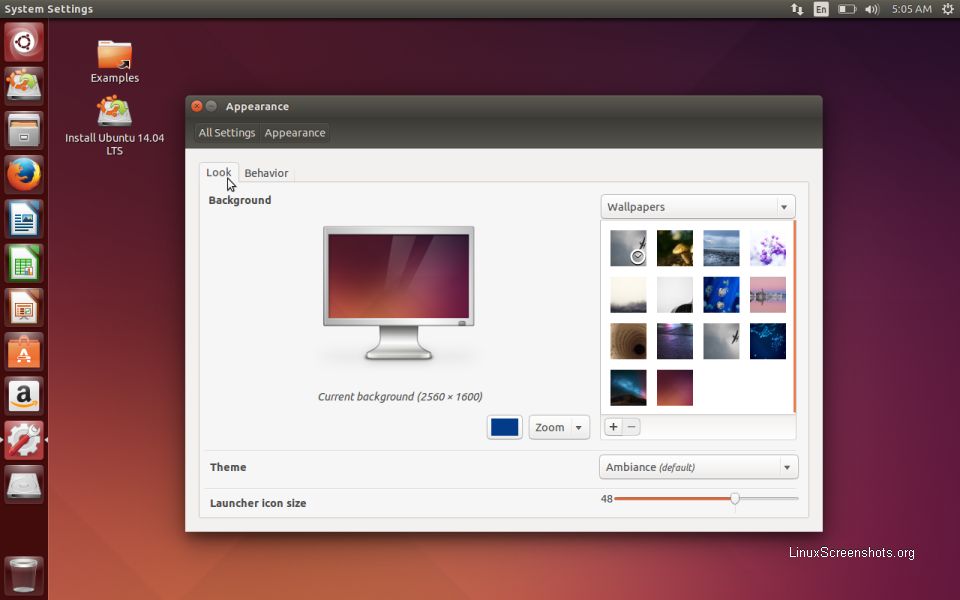 System Settings
En
5:05 AM
Examples
Install Ubuntu 14.04
LTS
Appearance
All Settings Appearance
Look Behavior
Background
Wallpapers
Current background (2560 × 1600)
Zoom
+ −
Theme
Ambiance (default)
Launcher icon size
48
LinuxScreenshots.org